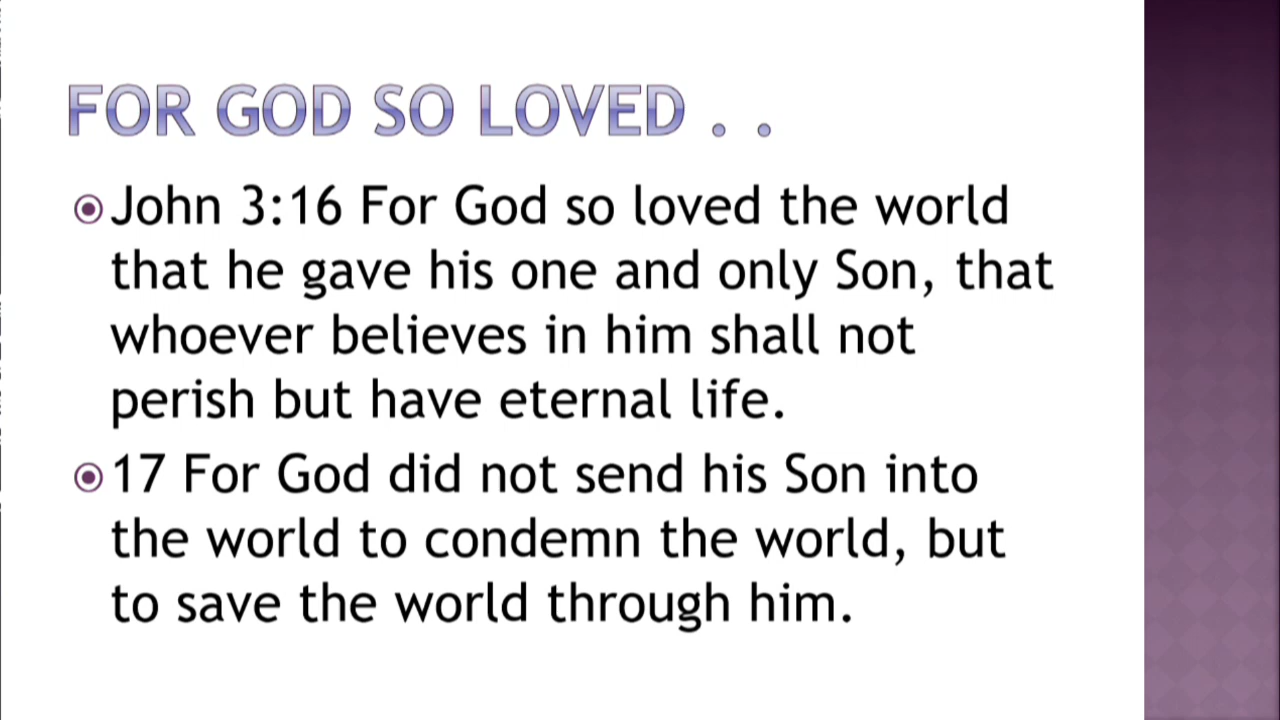 FOR GOD SO LOVED . .
John 3:16 For God so loved the world
that he gave his one and only Son, that
whoever believes in him shall not
perish but have eternal life.
17 For God did not send his Son into
the world to condemn the world, but
to save the world through him.